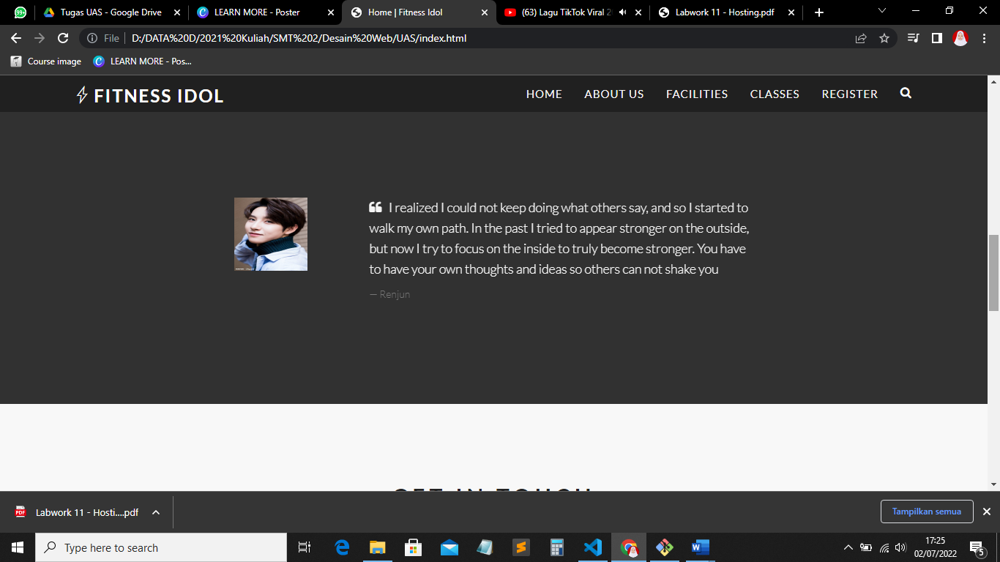 99+
Tugas UAS - Google Drive
LEARN MORE - Poster
Home | Fitness Idol
(63) Lagu TikTok Viral 2
Labwork 11 - Hosting.pdf
File
D:/DATA%20D/2021%20Kuliah/SMT%202/Desain%20Web/UAS/index.html
Course image
LEARN MORE - Pos...
FITNESS IDOL
HOME
ABOUT US
FACILITIES
CLASSES
REGISTER
I realized I could not keep doing what others say, and so I started to
walk my own path. In the past I tried to appear stronger on the outside,
but now I try to focus on the inside to truly become stronger. You have
to have your own thoughts and ideas so others can not shake you
— Renjun
GET IN TOUCH
PDF
Labwork 11 - Hosti....pdf
Tampilkan semua
Type here to search
17:25
02/07/2022
5